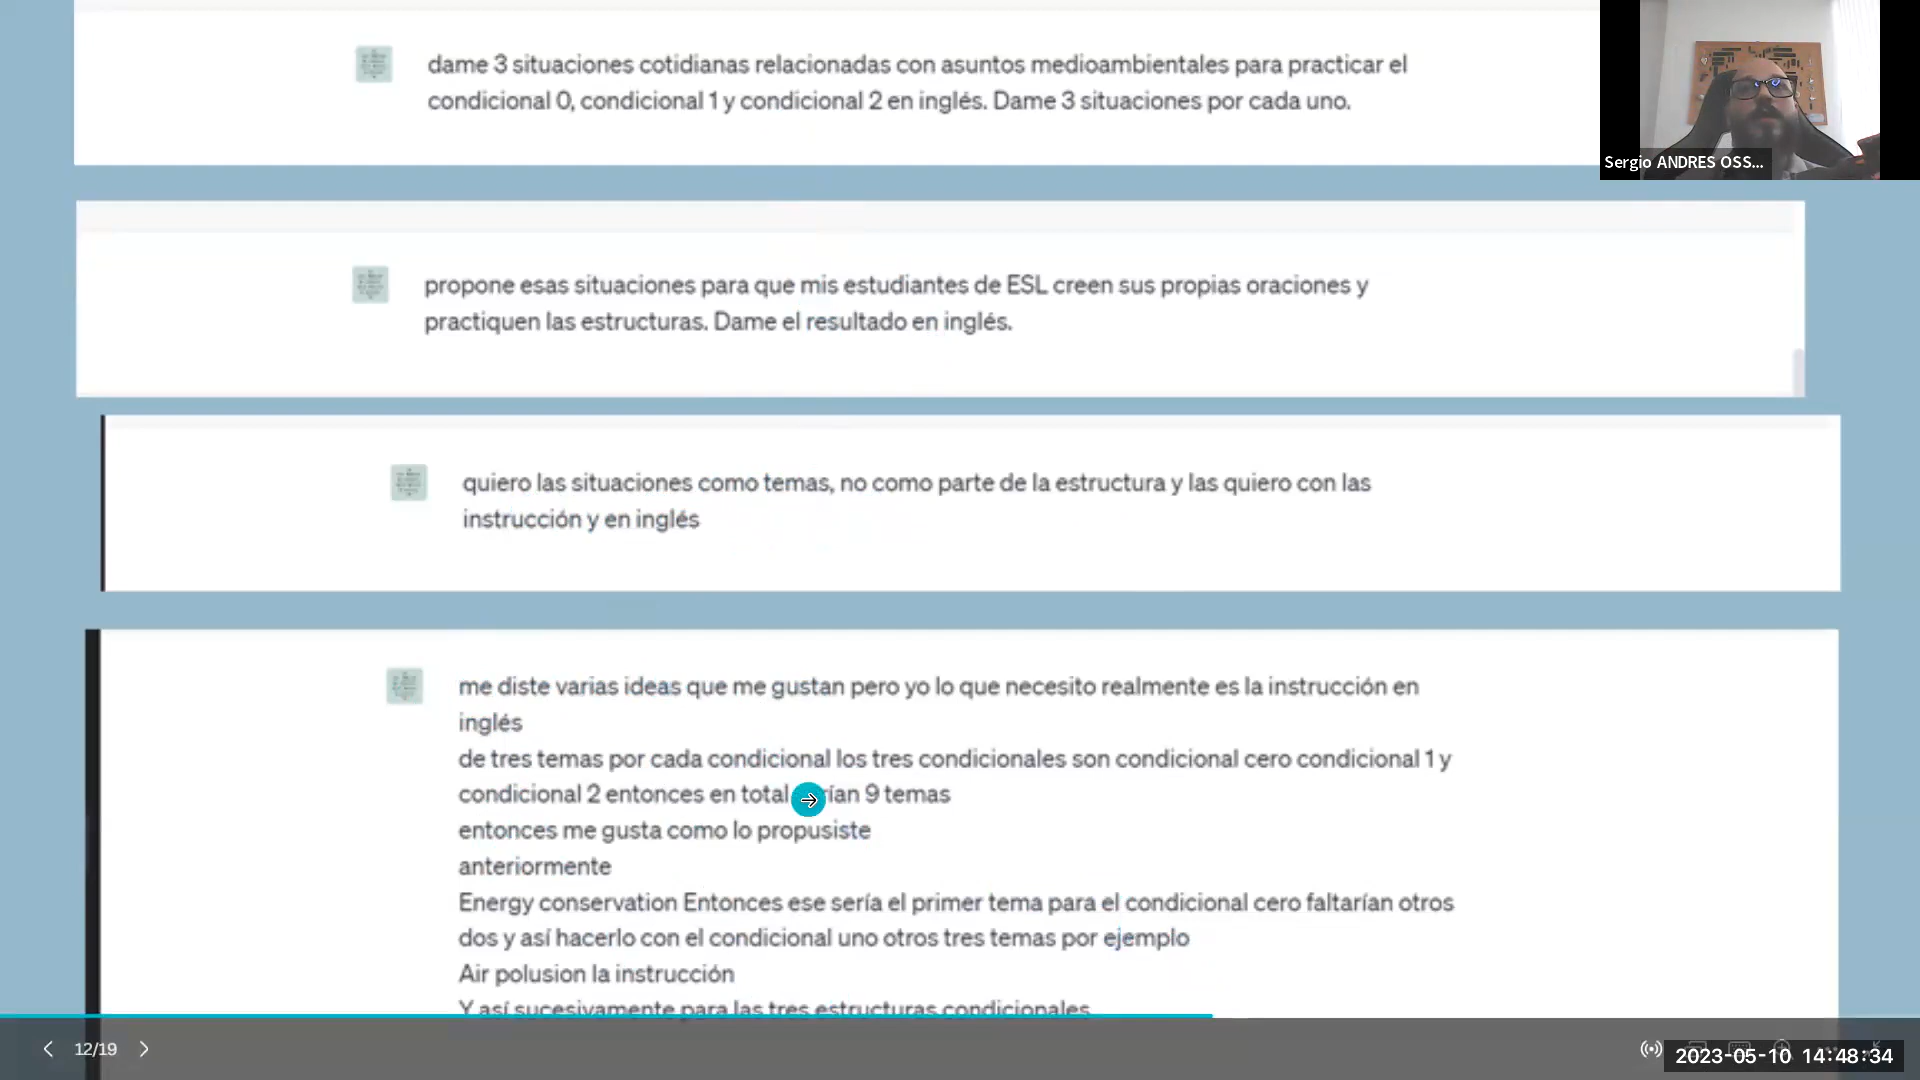 dame 3 situaciones cotidianas relacionadas con asuntos medioambientales para practicar el
condicional 0, condicional 1 y condicional 2 en inglés. Dame 3 situaciones por cada uno.
Sergio ANDRES OSS...
propone esas situaciones para que mis estudiantes de ESL creen sus propias oraciones y
practiquen las estructuras. Dame el resultado en inglés.
quiero las situaciones como temas, no como parte de la estructura y las quiero con las
instrucción y en inglés
me diste varias ideas que me gustan pero yo lo que necesito realmente es la instrucción en
inglés
de tres temas por cada condicional los tres condicionales son condicional cero condicional 1 y
condicional 2 entonces en total 9 temas
entonces me gusta como lo propusiste
anteriormente
Energy conservation Entonces ese sería el primer tema para el condicional cero faltarían otros
dos y así hacerlo con el condicional uno otros tres temas por ejemplo
Air polusion la instrucción
Y así sucesivamente para las tres estructuras condicionales
12/19
2023-05-10 14:48:34